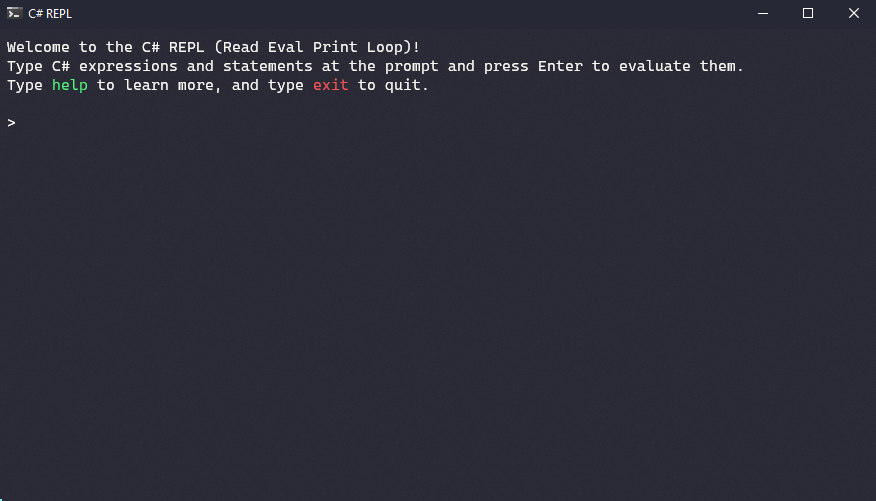 C# REPL
Welcome to the C# REPL (Read Eval Print Loop)!
Type C# expressions and statements at the prompt and press Enter to evaluate them.
Type help to learn more, and type exit to quit.
>